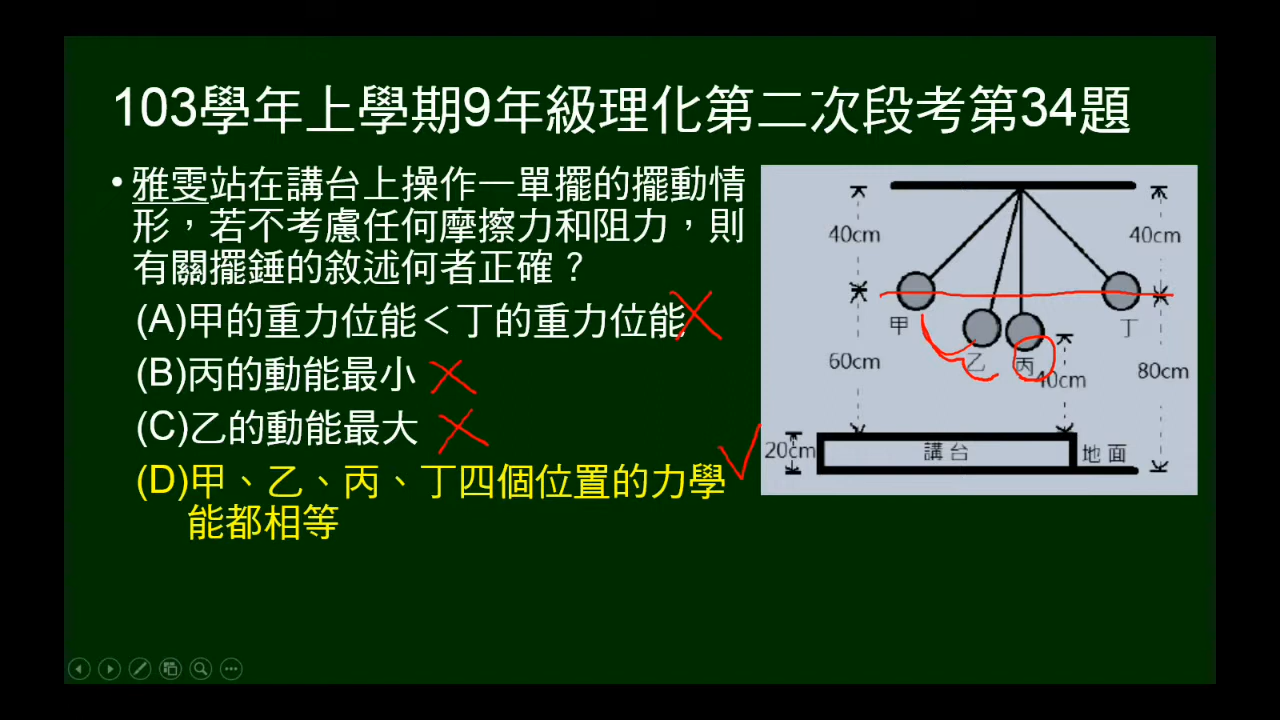 103學年上學期9年級理化第二次段考第34題
•雅雯站在講台上操作一單擺的擺動情
形，若不考慮任何摩擦力和阻力，則
有關擺錘的敘述何者正確？
(A)甲的重力位能＜丁的重力位能
(B)丙的動能最小
(C)乙的動能最大
(D)甲、乙、丙、丁四個位置的力學
能都相等
40cm
40cm
甲
丁
乙
丙
60cm
40cm
80cm
20cm
講台
地面